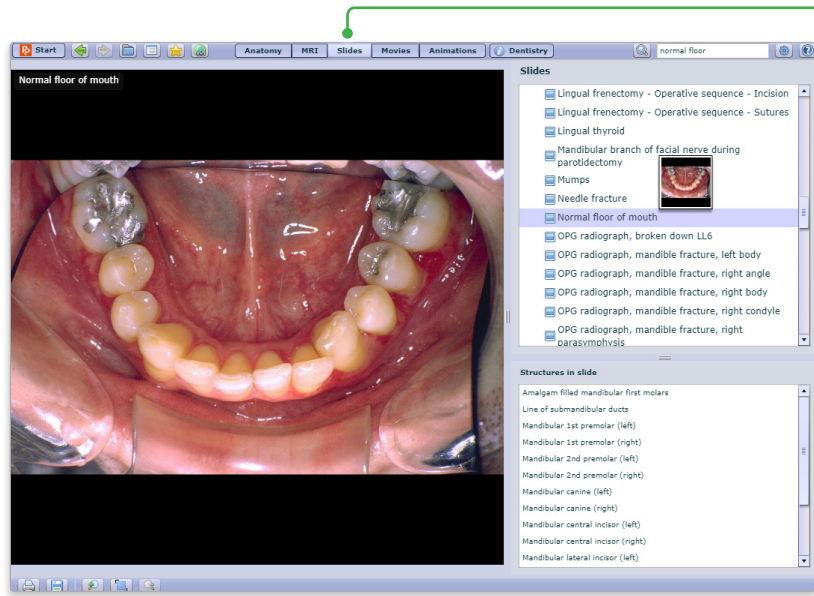 Start
Anatomy
MRI
Slides
Movies
Animations
Dentistry
normal floor
Normal floor of mouth
Slides
Lingual frenectomy - Operative sequence - Incision
Lingual frenectomy - Operative sequence - Sutures
Lingual thyroid
Mandibular branch of facial nerve during
parotidectomy
Mumps
Needle fracture
Normal floor of mouth
OPG radiograph, broken down LL6
OPG radiograph, mandible fracture, left body
OPG radiograph, mandible fracture, right angle
OPG radiograph, mandible fracture, right body
OPG radiograph, mandible fracture, right condyle
OPG radiograph, mandible fracture, right
parasymphysis
Structures in slide
Amalgam filled mandibular first molars
Line of submandibular ducts
Mandibular 1st premolar (left)
Mandibular 1st premolar (right)
Mandibular 2nd premolar (left)
Mandibular 2nd premolar (right)
Mandibular canine (left)
Mandibular canine (right)
Mandibular central incisor (left)
Mandibular central incisor (right)
Mandibular lateral incisor (left)